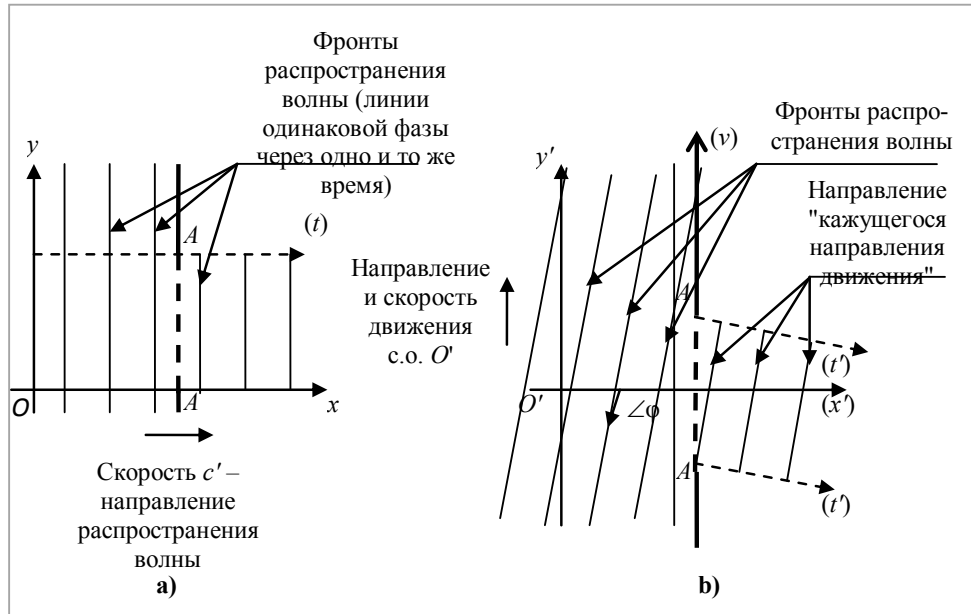 Фронты
распространения
волны (линии
одинаковой фазы
через одно и то же
время)
y
(t)
A
A
O
x
Скорость c′ –
направление
распространения
волны
a)
Фронты распро-
странения волны
Направление
"кажущегося
направления
движения"
(v)
y′
Направление
и скорость
движения
с.о. O′
A
(t′)
O′
∠φ
(x′)
A
(t′)
b)